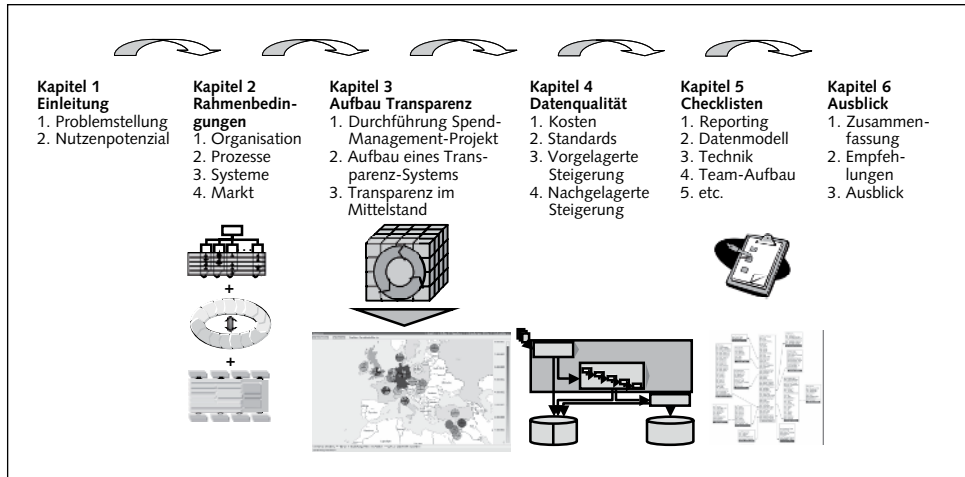 Kapitel 1
Einleitung
1. Problemstellung
2. Nutzenpotenzial
Kapitel 2
Rahmenbedin-
gungen
1. Organisation
2. Prozesse
3. Systeme
4. Markt
+
+
Kapitel 3
Aufbau Transparenz
1. Durchführung Spend-
Management-Projekt
2. Aufbau eines Trans-
parenz-Systems
3. Transparenz im
Mittelstand
Kapitel 4
Datenqualität
1. Kosten
2. Standards
3. Vorgelagerte
Steigerung
4. Nachgelagerte
Steigerung
Kapitel 5
Checklisten
1. Reporting
2. Datenmodell
3. Technik
4. Team-Aufbau
5. etc.
Kapitel 6
Ausblick
1. Zusammen-
fassung
2. Empfeh-
lungen
3. Ausblick